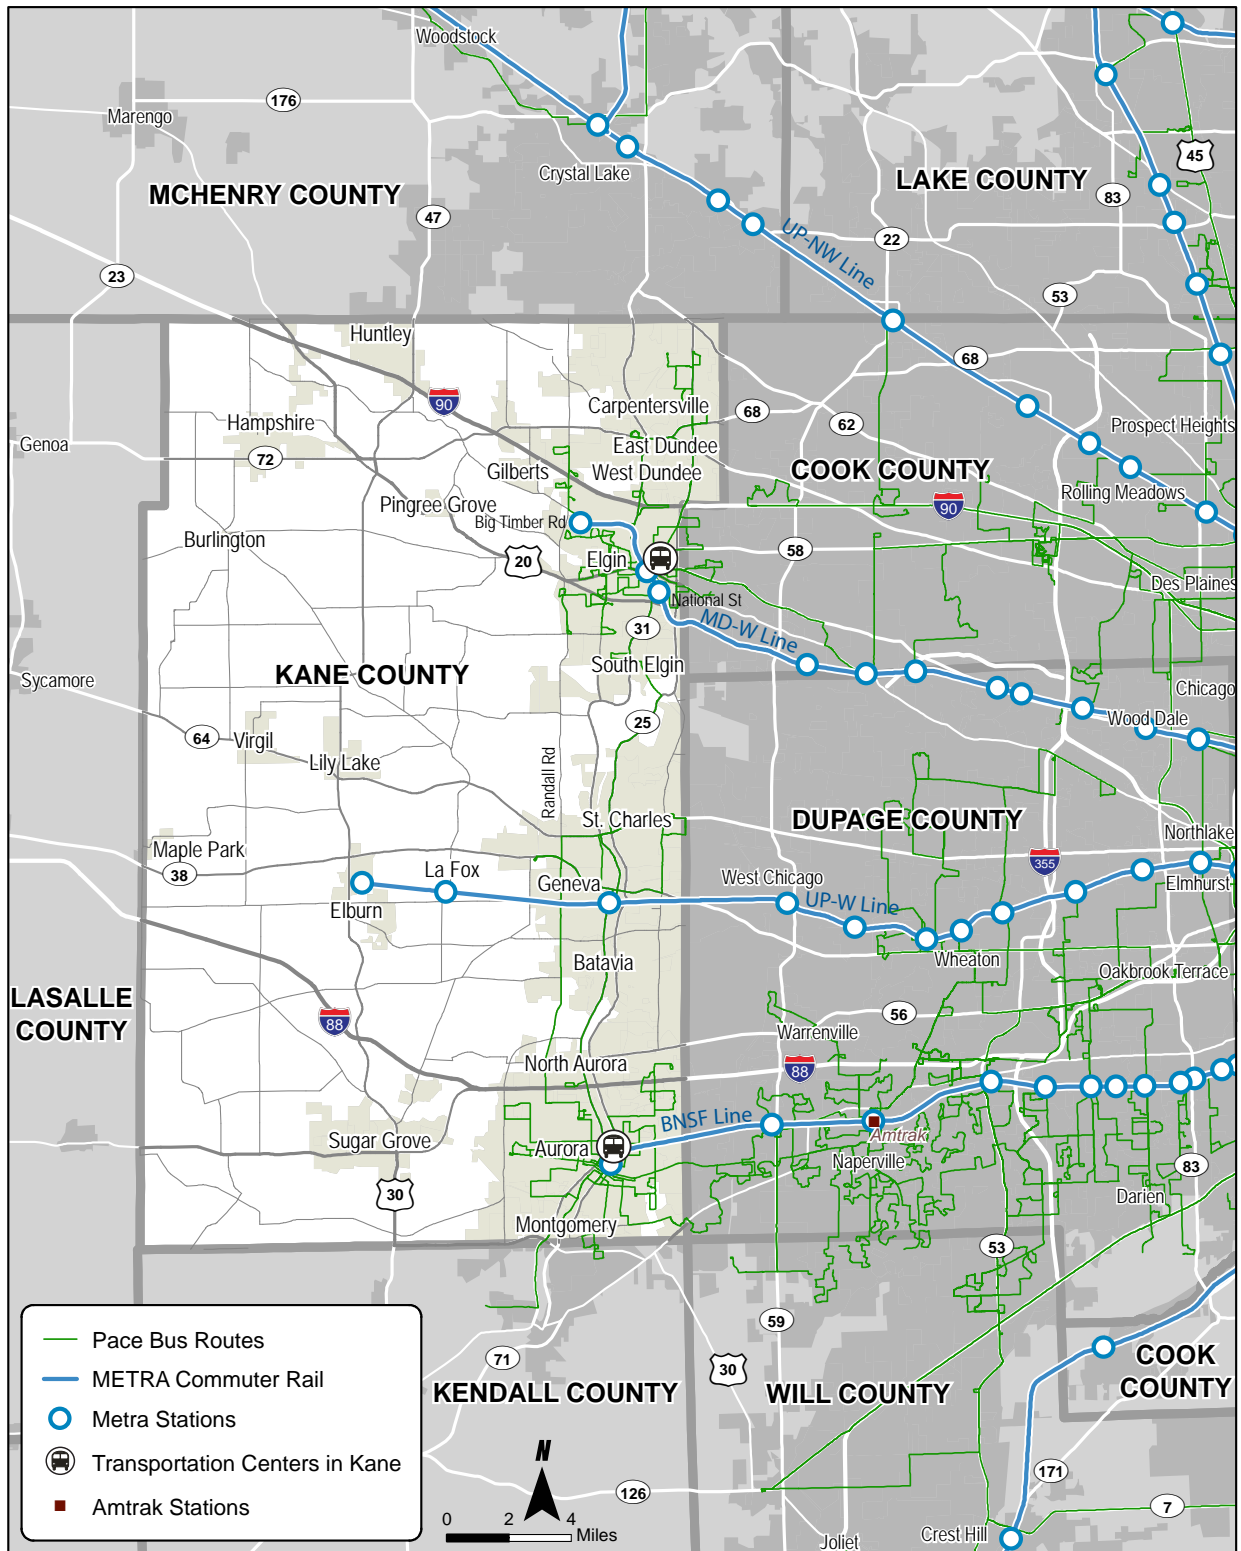 Woodstock
176
Marengo
45
Crystal Lake
MCHENRY COUNTY
LAKE COUNTY
83
47
UP-NW Line
22
23
53
Huntley
68
90
Carpentersville
68
62
Hampshire
Prospect Heights
Genoa
East Dundee
72
Gilberts
West Dundee
COOK COUNTY
Rolling Meadows
Pingree Grove
90
Big Timber Rd
Burlington
58
Elgin
20
Des Plaines
National St
31
MD-W Line
South Elgin
KANE COUNTY
Sycamore
Chicago
25
Wood Dale
64
Virgil
Lily Lake
Randall Rd
St. Charles
DUPAGE COUNTY
Northlake
Maple Park
355
38
La Fox
West Chicago
Geneva
Elmhurst
UP-W Line
Elburn
Batavia
Wheaton
Oakbrook Terrace
LASALLE
COUNTY
56
88
Warrenville
North Aurora
88
BNSF Line
Amtrak
Sugar Grove
Aurora
Naperville
83
30
Darien
Montgomery
53
59
71
30
COOK
COUNTY
KENDALL COUNTY
WILL COUNTY
Pace Bus Routes
METRA Commuter Rail
Metra Stations
Transportation Centers in Kane
Amtrak Stations
N
0 2 4
Miles
171
126
7
Joliet
Crest Hill